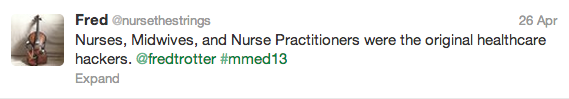 Fred @nursethestrings 26 Apr
Nurses, Midwives, and Nurse Practitioners were the original healthcare
hackers. @fredtrotter #mmed13
Expand